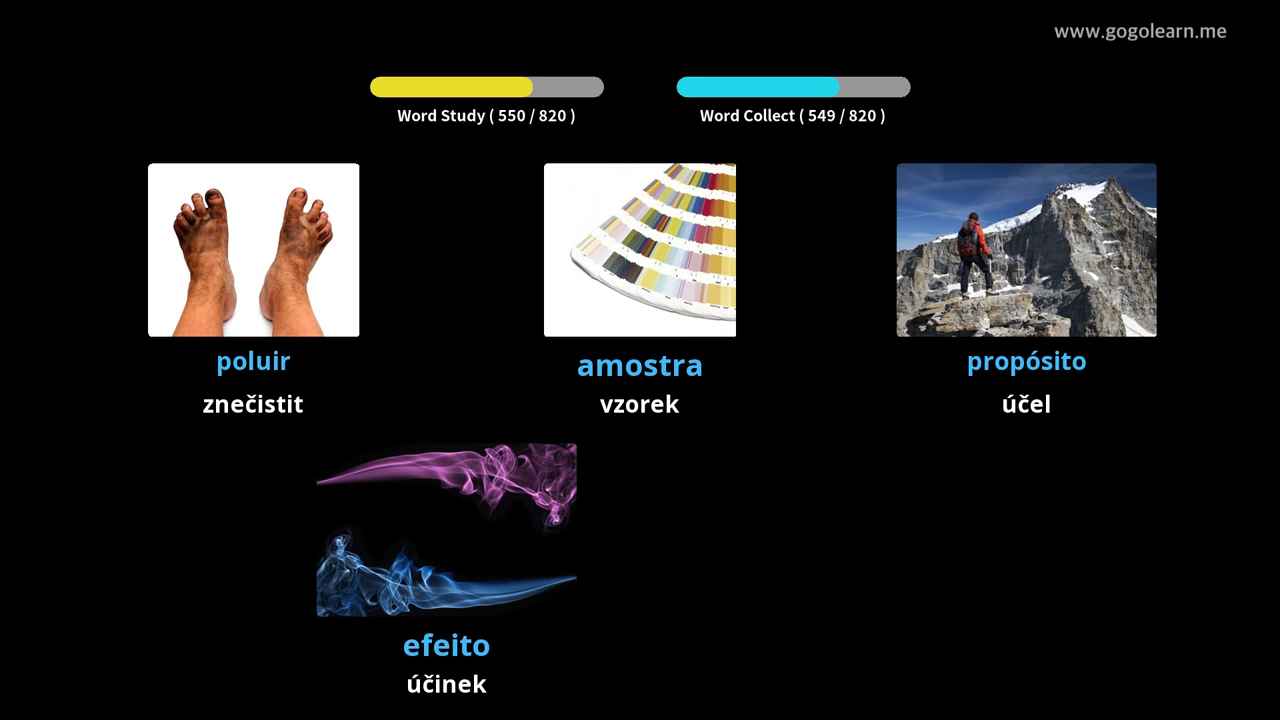 www.gogolearn.me
Word Study ( 550 / 820 )
Word Collect ( 549 / 820 )
poluir
znečistit
amostra
vzorek
propósito
účel
efeito
účinek